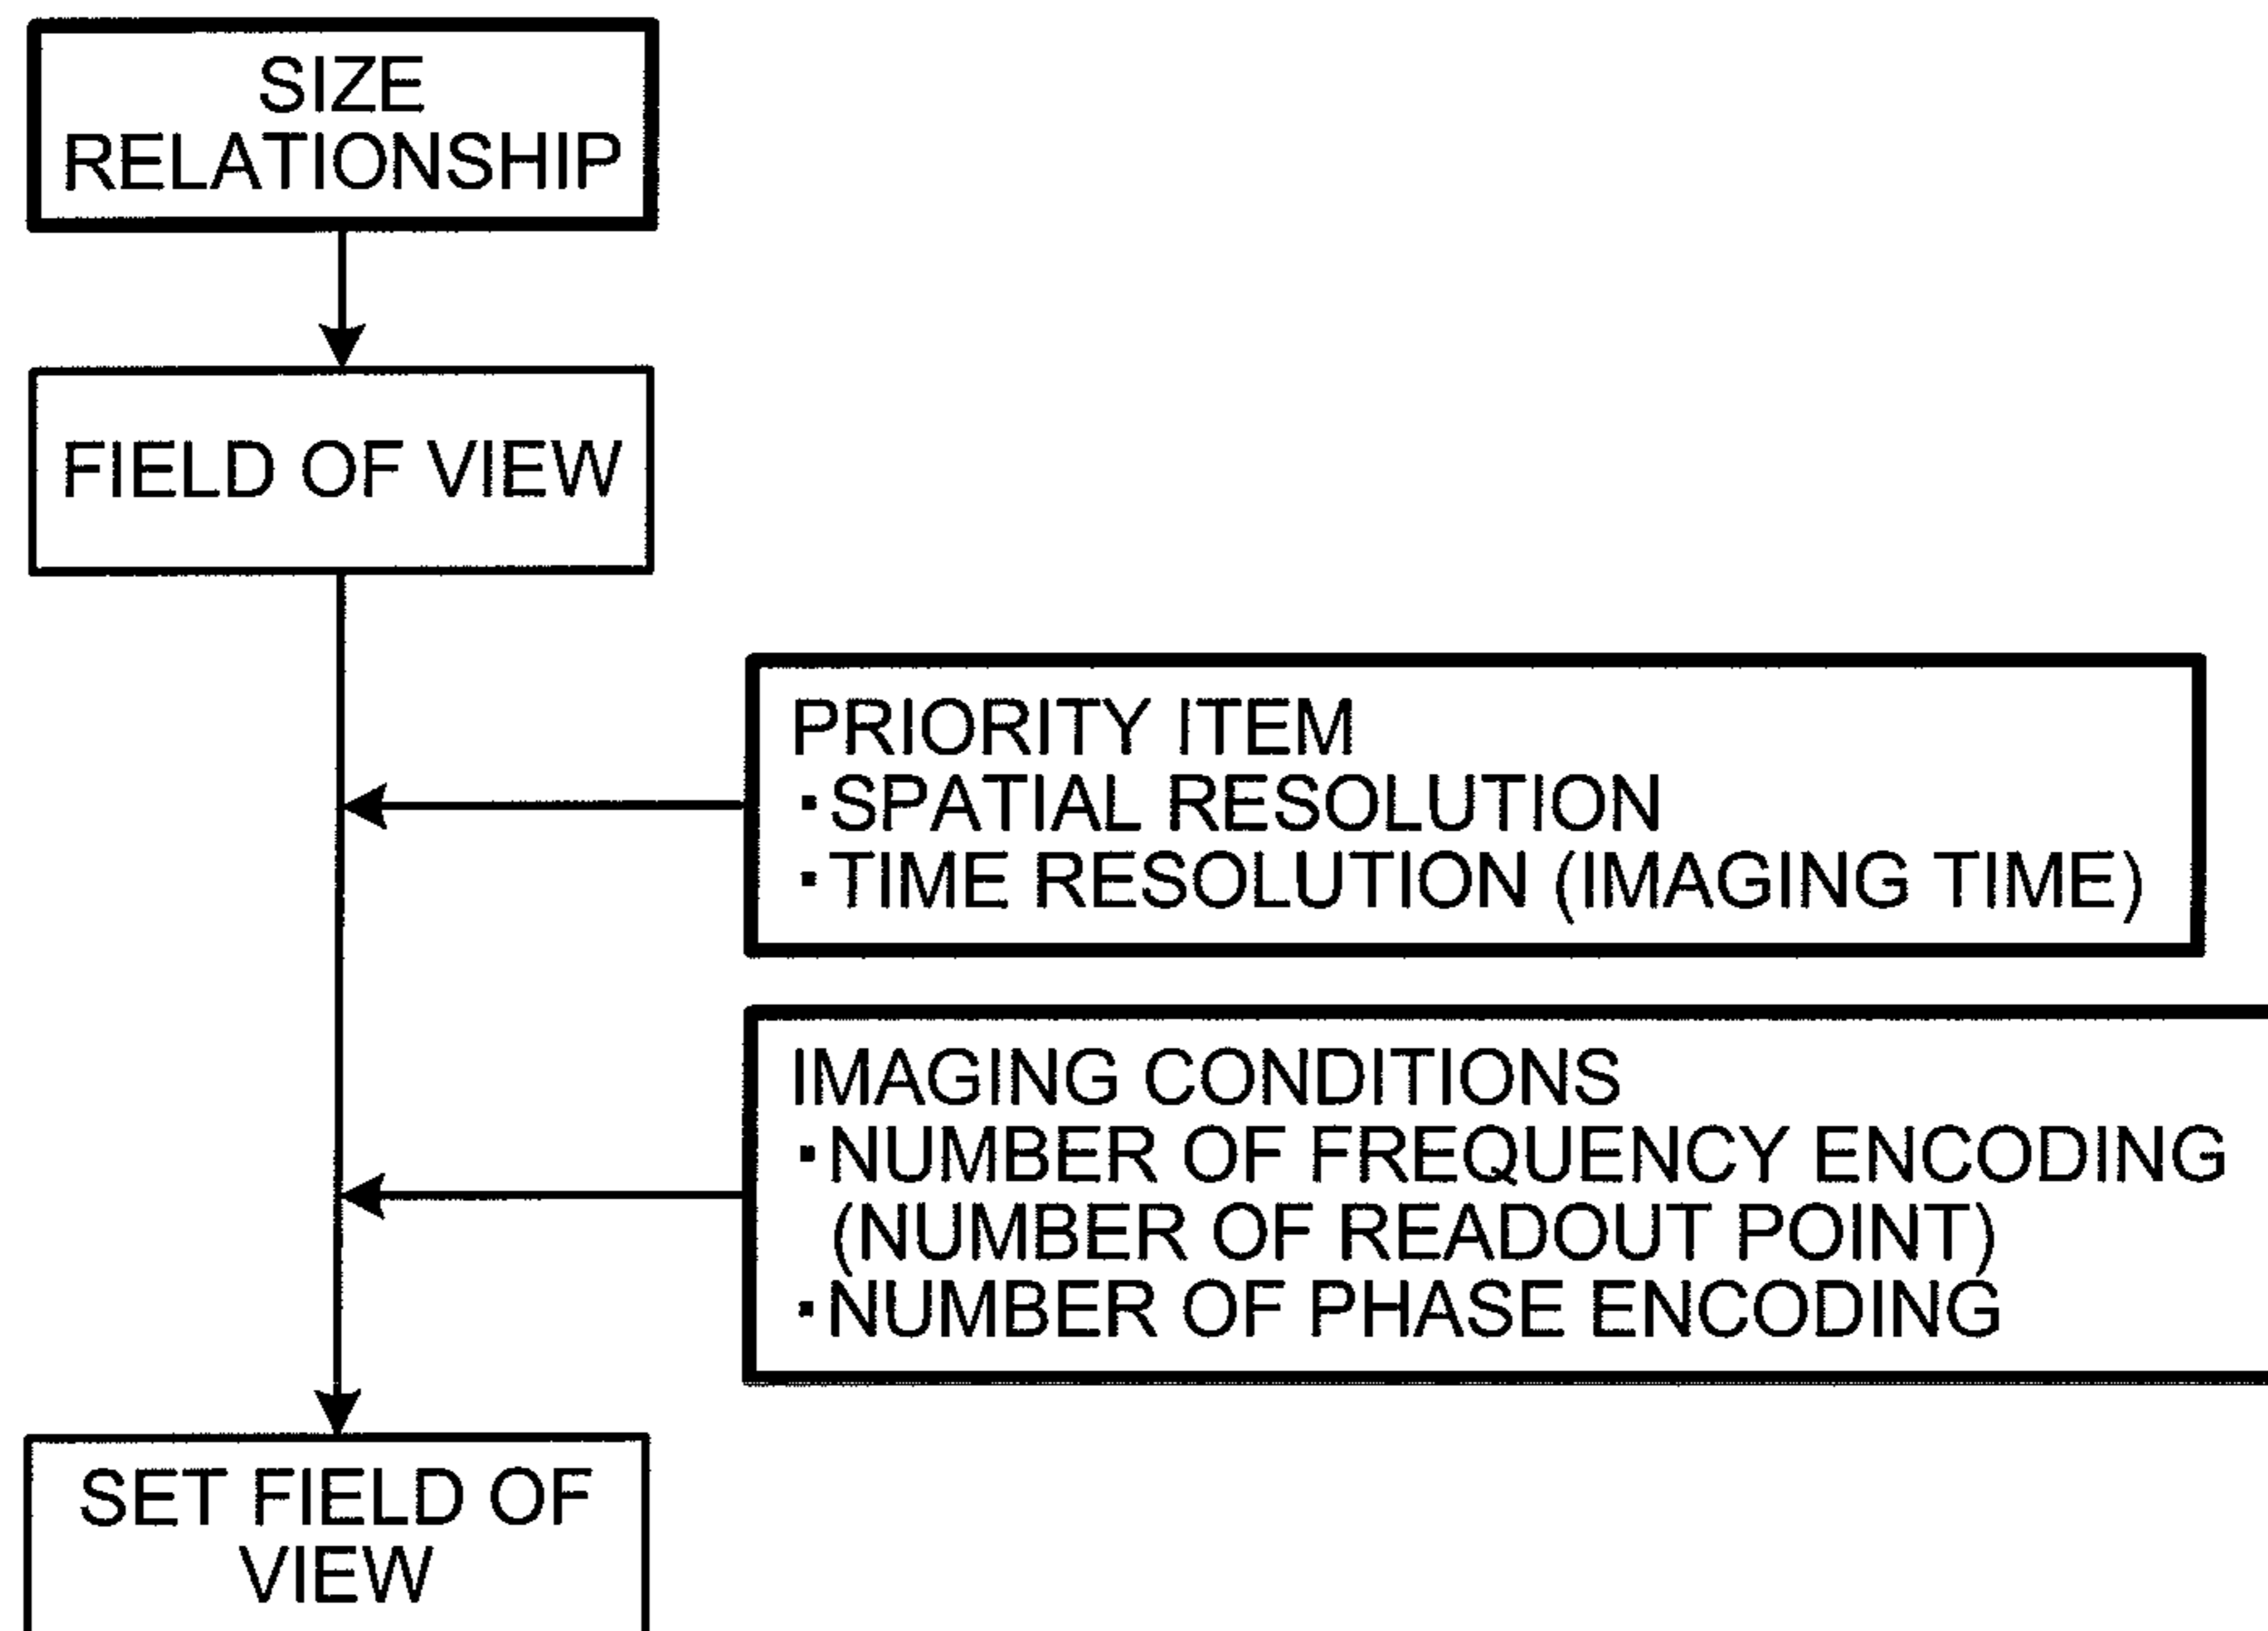 SIZE
RELATIONSHIP
FIELD OF VIEW
PRIORITY ITEM
▪SPATIAL RESOLUTION
▪TIME RESOLUTION (IMAGING TIME)
IMAGING CONDITIONS
▪NUMBER OF FREQUENCY ENCODING
(NUMBER OF READOUT POINT)
▪NUMBER OF PHASE ENCODING
SET FIELD OF
VIEW